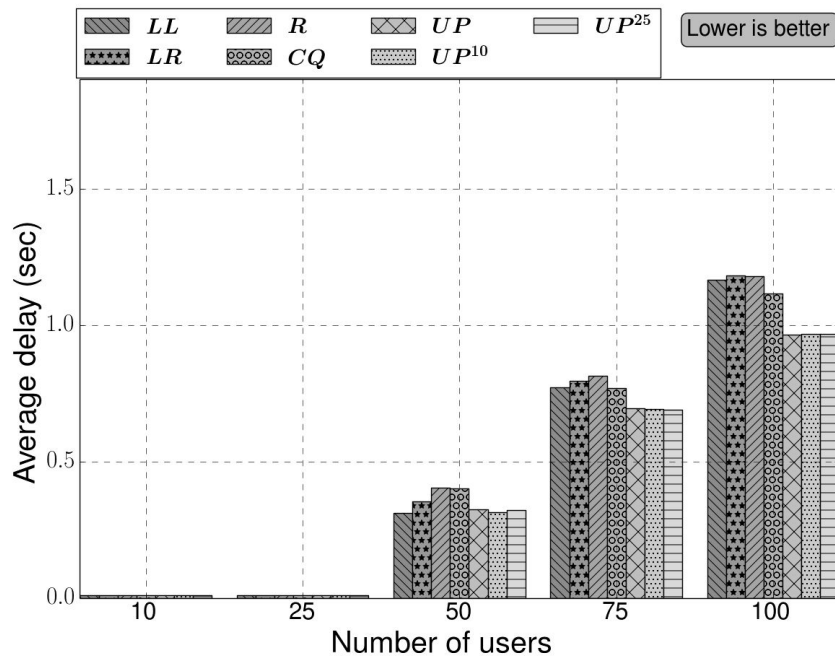 LL R UP UP²⁵
LR CQ UP¹⁰
Lower is better
Average delay (sec)
1.5
1.0
0.5
0.0
10 25 50 75 100
Number of users